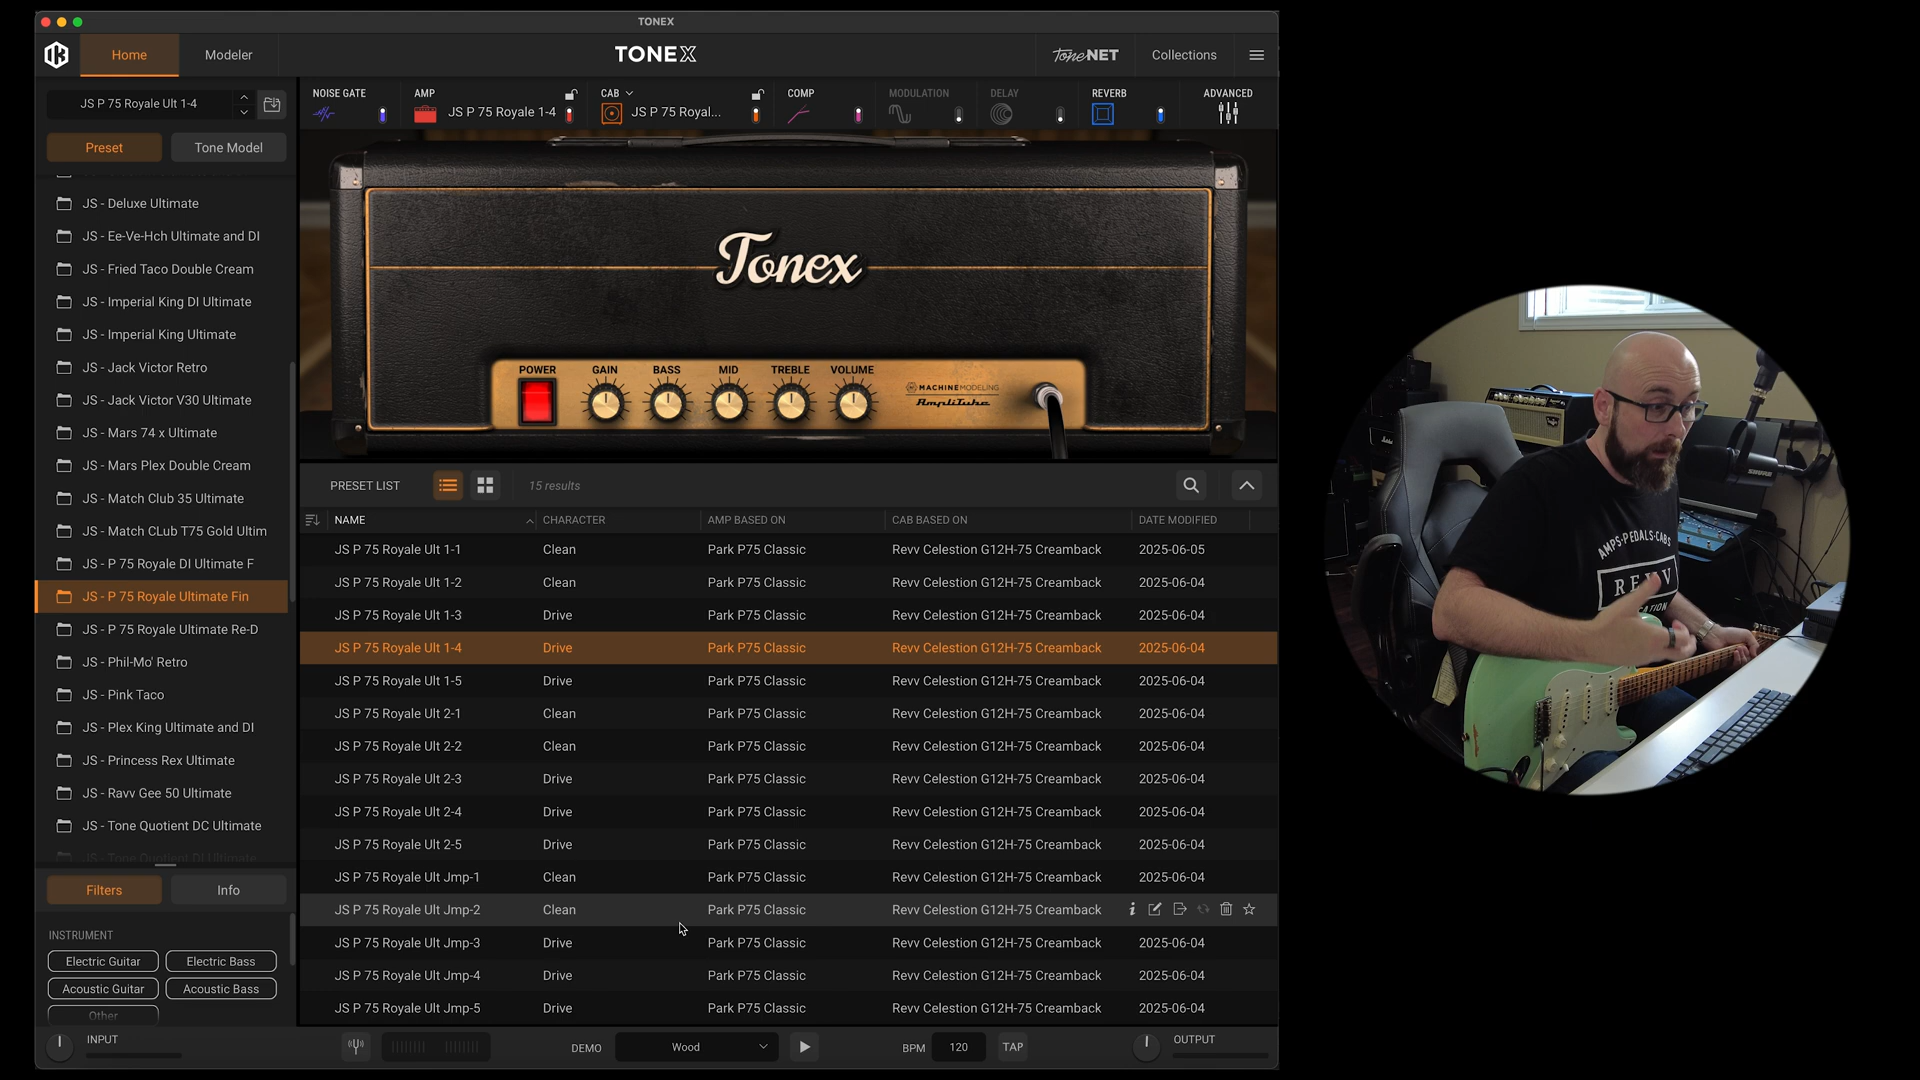 TONEX
Home
Modeler
TONEX
ToneNET
Collections
JS P 75 Royale Ult 1-4
Preset
Tone Model
JS - Deluxe Ultimate
JS - Ee-Ve-Hch Ultimate and DI
JS - Fried Taco Double Cream
JS - Imperial King DI Ultimate
JS - Imperial King Ultimate
JS - Jack Victor Retro
JS - Jack Victor V30 Ultimate
JS - Mars 74 x Ultimate
JS - Mars Plex Double Cream
JS - Match Club 35 Ultimate
JS - Match CLub T75 Gold Ultim
JS - P 75 Royale DI Ultimate F
JS - P 75 Royale Ultimate Fin
JS - P 75 Royale Ultimate Re-D
JS - Phil-Mo' Retro
JS - Pink Taco
JS - Plex King Ultimate and DI
JS - Princess Rex Ultimate
JS - Ravv Gee 50 Ultimate
JS - Tone Quotient DC Ultimate
JS - Tone Quotient DI Ultimate
Filters
Info
INSTRUMENT
Electric Guitar
Electric Bass
Acoustic Guitar
Acoustic Bass
Other
NOISE GATE
AMP
JS P 75 Royale 1-4
CAB
JS P 75 Royal...
COMP
MODULATION
DELAY
REVERB
ADVANCED
Tonex
POWER GAIN BASS MID TREBLE VOLUME
MACHINE MODELING
AmpliTube
PRESET LIST
15 results
NAME CHARACTER AMP BASED ON CAB BASED ON DATE MODIFIED
JS P 75 Royale Ult 1-1 Clean Park P75 Classic Revv Celestion G12H-75 Creamback 2025-06-05
JS P 75 Royale Ult 1-2 Clean Park P75 Classic Revv Celestion G12H-75 Creamback 2025-06-04
JS P 75 Royale Ult 1-3 Drive Park P75 Classic Revv Celestion G12H-75 Creamback 2025-06-04
JS P 75 Royale Ult 1-4 Drive Park P75 Classic Revv Celestion G12H-75 Creamback 2025-06-04
JS P 75 Royale Ult 1-5 Drive Park P75 Classic Revv Celestion G12H-75 Creamback 2025-06-04
JS P 75 Royale Ult 2-1 Clean Park P75 Classic Revv Celestion G12H-75 Creamback 2025-06-04
JS P 75 Royale Ult 2-2 Clean Park P75 Classic Revv Celestion G12H-75 Creamback 2025-06-04
JS P 75 Royale Ult 2-3 Drive Park P75 Classic Revv Celestion G12H-75 Creamback 2025-06-04
JS P 75 Royale Ult 2-4 Drive Park P75 Classic Revv Celestion G12H-75 Creamback 2025-06-04
JS P 75 Royale Ult 2-5 Drive Park P75 Classic Revv Celestion G12H-75 Creamback 2025-06-04
JS P 75 Royale Ult Jmp-1 Clean Park P75 Classic Revv Celestion G12H-75 Creamback 2025-06-04
JS P 75 Royale Ult Jmp-2 Clean Park P75 Classic Revv Celestion G12H-75 Creamback
JS P 75 Royale Ult Jmp-3 Drive Park P75 Classic Revv Celestion G12H-75 Creamback 2025-06-04
JS P 75 Royale Ult Jmp-4 Drive Park P75 Classic Revv Celestion G12H-75 Creamback 2025-06-04
JS P 75 Royale Ult Jmp-5 Drive Park P75 Classic Revv Celestion G12H-75 Creamback 2025-06-04
INPUT
DEMO
Wood
BPM
120
TAP
OUTPUT
AMPS·PEDALS·CABS
REVV